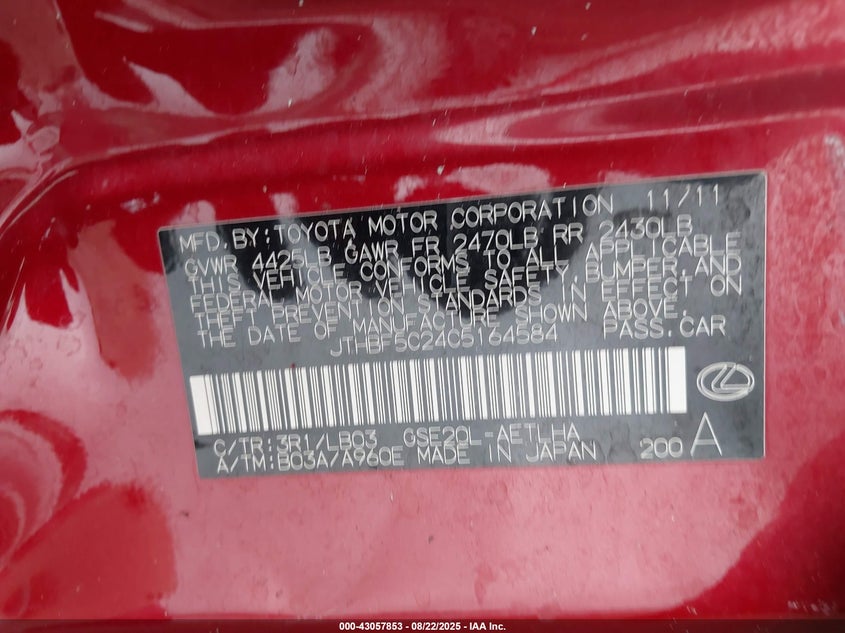 MFD. BY: TOYOTA MOTOR CORPORATION 11/11
GVWR 4425LB GAWR FR 2470LB RR 2430LB
THIS VEHICLE CONFORMS TO ALL APPLICABLE
FEDERAL MOTOR VEHICLE SAFETY, BUMPER, AND
THEFT PREVENTION STANDARDS IN EFFECT ON
THE DATE OF MANUFACTURE SHOWN ABOVE.
JTHBF5C24C5164584 PASS. CAR
C/TR: 3R1/LB03 GSE20L-AETLHA
A/TM: B03A/A960E MADE IN JAPAN 200 A
000-43057853 - 08/22/2025 - IAA Inc.